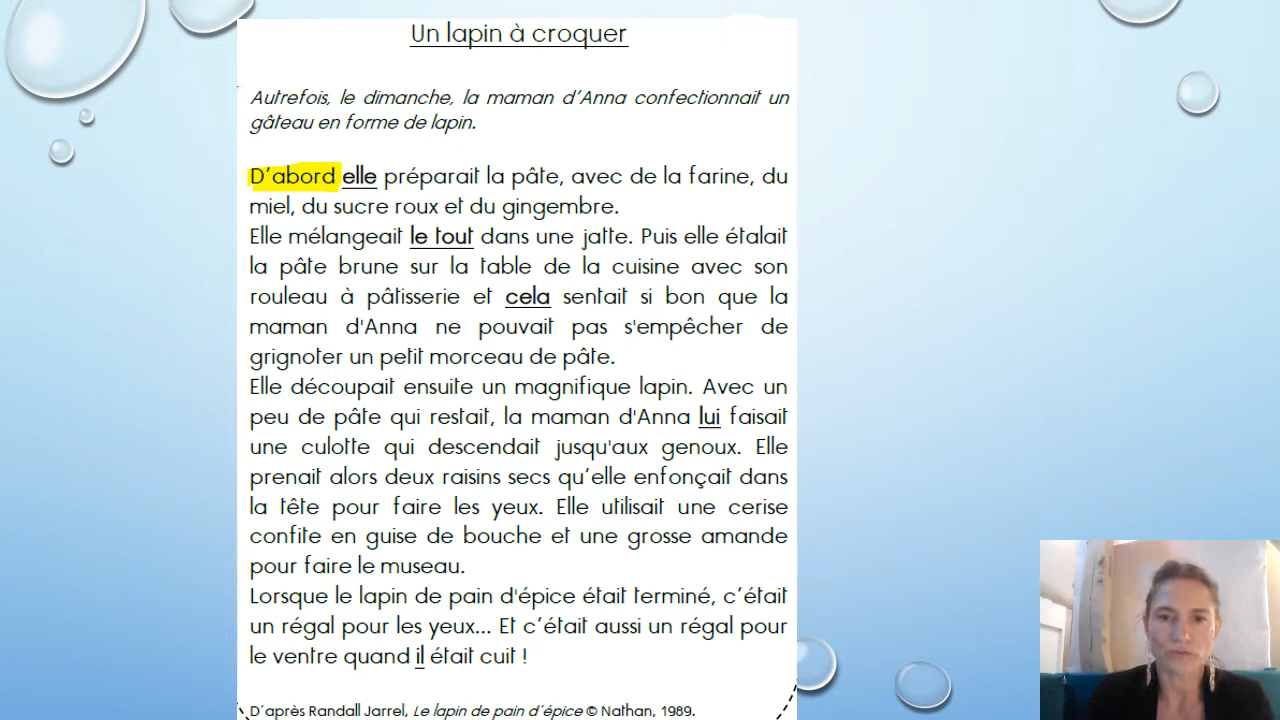 Un lapin à croquer
Autrefois, le dimanche, la maman d’Anna confectionnait un
gâteau en forme de lapin.
D’abord elle préparait la pâte, avec de la farine, du
miel, du sucre roux et du gingembre.
Elle mélangeait le tout dans une jatte. Puis elle étalait
la pâte brune sur la table de la cuisine avec son
rouleau à pâtisserie et cela sentait si bon que la
maman d'Anna ne pouvait pas s'empêcher de
grignoter un petit morceau de pâte.
Elle découpait ensuite un magnifique lapin. Avec un
peu de pâte qui restait, la maman d'Anna lui faisait
une culotte qui descendait jusqu'aux genoux. Elle
prenait alors deux raisins secs qu’elle enfonçait dans
la tête pour faire les yeux. Elle utilisait une cerise
confite en guise de bouche et une grosse amande
pour faire le museau.
Lorsque le lapin de pain d'épice était terminé, c’était
un régal pour les yeux... Et c’était aussi un régal pour
le ventre quand il était cuit !
D’après Randall Jarrel, Le lapin de pain d’épice © Nathan, 1989.